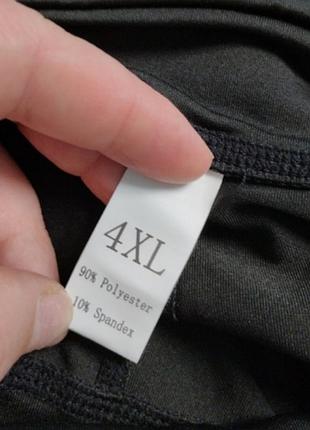 4XL
90% Polyester
10% Spandex